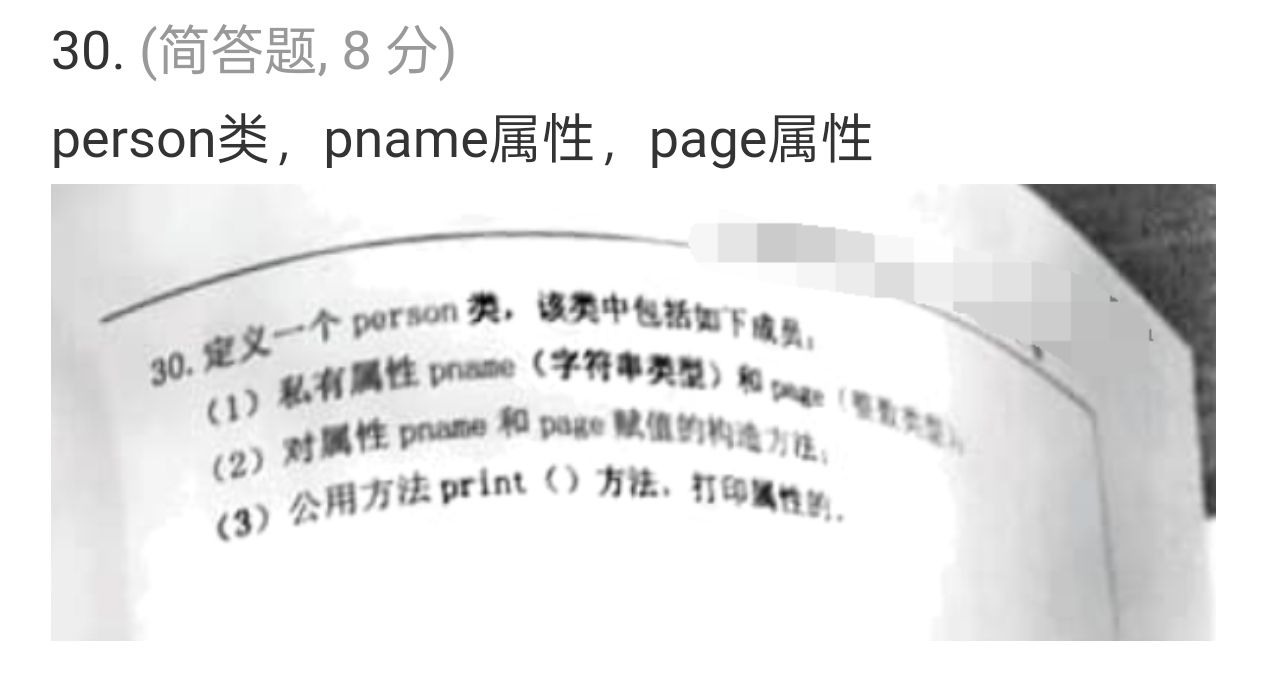 30. (简答题, 8 分)
person类，pname属性，page属性
30. 定义一个 person 类，该类中包括如下成员：
(1) 私有属性 pname（字符串类型）和 page（整数类型）；
(2) 对属性 pname 和 page 赋值的构造方法；
(3) 公用方法 print（）方法，打印属性的．